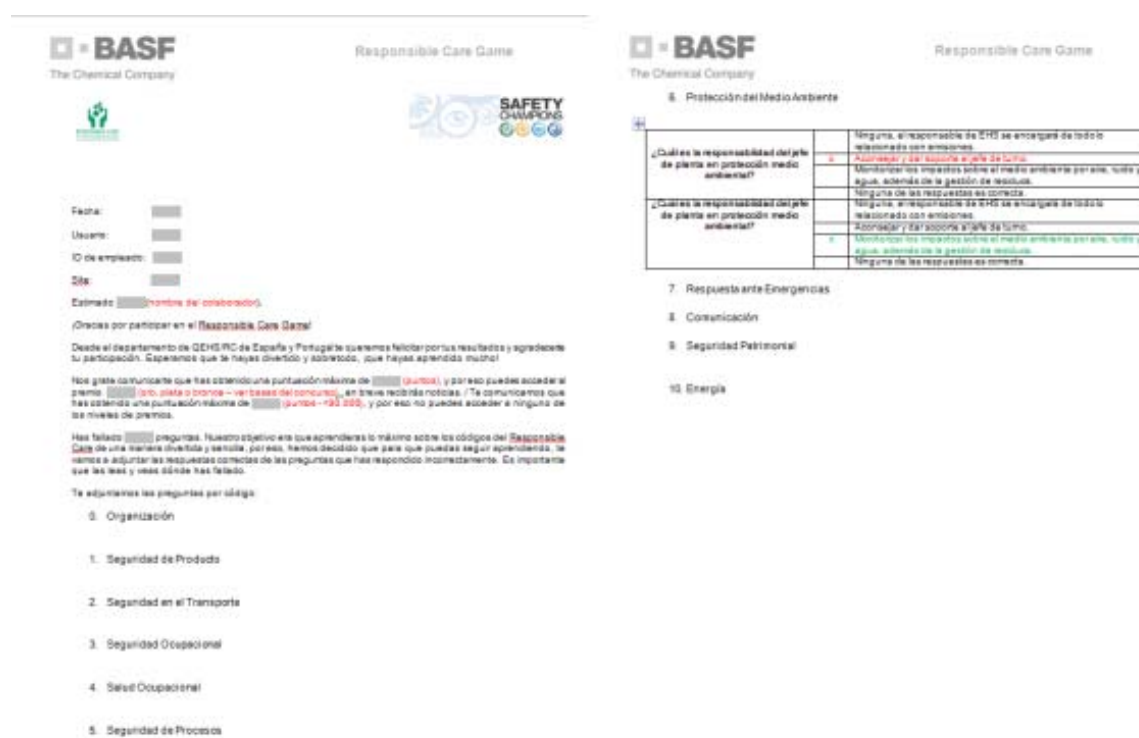 BASF
The Chemical Company
Responsible Care Game
SAFETY
CHAMPIONS
Fecha:
Usuario:
ID de empleado:
Site:
Estimado (nombre del colaborador),
¡Gracias por participar en el Responsible Care Game!
Desde el departamento de QEHS/RC de España y Portugal te queremos felicitar por tus resultados y agradecerte
tu participación. Esperamos que te hayas divertido y sobretodo, ¡que hayas aprendido mucho!
Nos grata comunicarte que has obtenido una puntuación máxima de (puntos), y por eso puedes acceder al
premio (oro, plata o bronce – ver bases del concurso), en breve recibirás noticias. / Te comunicamos que
has obtenido una puntuación máxima de (puntos - <90.000), y por eso no puedes acceder a ninguno de
los niveles de premios.
Has fallado preguntas. Nuestro objetivo era que aprendieras lo máximo sobre los códigos del Responsible
Care de una manera divertida y sencilla, por eso, hemos decidido que para que puedas seguir aprendiendo, te
vamos a adjuntar las respuestas correctas de las preguntas que has respondido incorrectamente. Es importante
que las leas y veas dónde has fallado.
Te adjuntamos las preguntas por código:
0. Organización
1. Seguridad de Producto
2. Seguridad en el Transporte
3. Seguridad Ocupacional
4. Salud Ocupacional
5. Seguridad de Procesos
BASF
The Chemical Company
Responsible Care Game
6. Protección del Medio Ambiente
¿Cuál es la responsabilidad del jefe
de planta en protección medio
ambiental?
Ninguna, el responsable de EHS se encargará de todo lo
relacionado con emisiones.
x Aconsejar y dar soporte al jefe de turno.
Monitorizar los impactos sobre el medio ambiente por aire, ruido y
agua, además de la gestión de residuos.
Ninguna de las respuestas es correcta.
¿Cuál es la responsabilidad del jefe
de planta en protección medio
ambiental?
Ninguna, el responsable de EHS se encargará de todo lo
relacionado con emisiones.
Aconsejar y dar soporte al jefe de turno.
x Monitorizar los impactos sobre el medio ambiente por aire, ruido y
agua, además de la gestión de residuos.
Ninguna de las respuestas es correcta.
7. Respuesta ante Emergencias
8. Comunicación
9. Seguridad Patrimonial
10. Energía